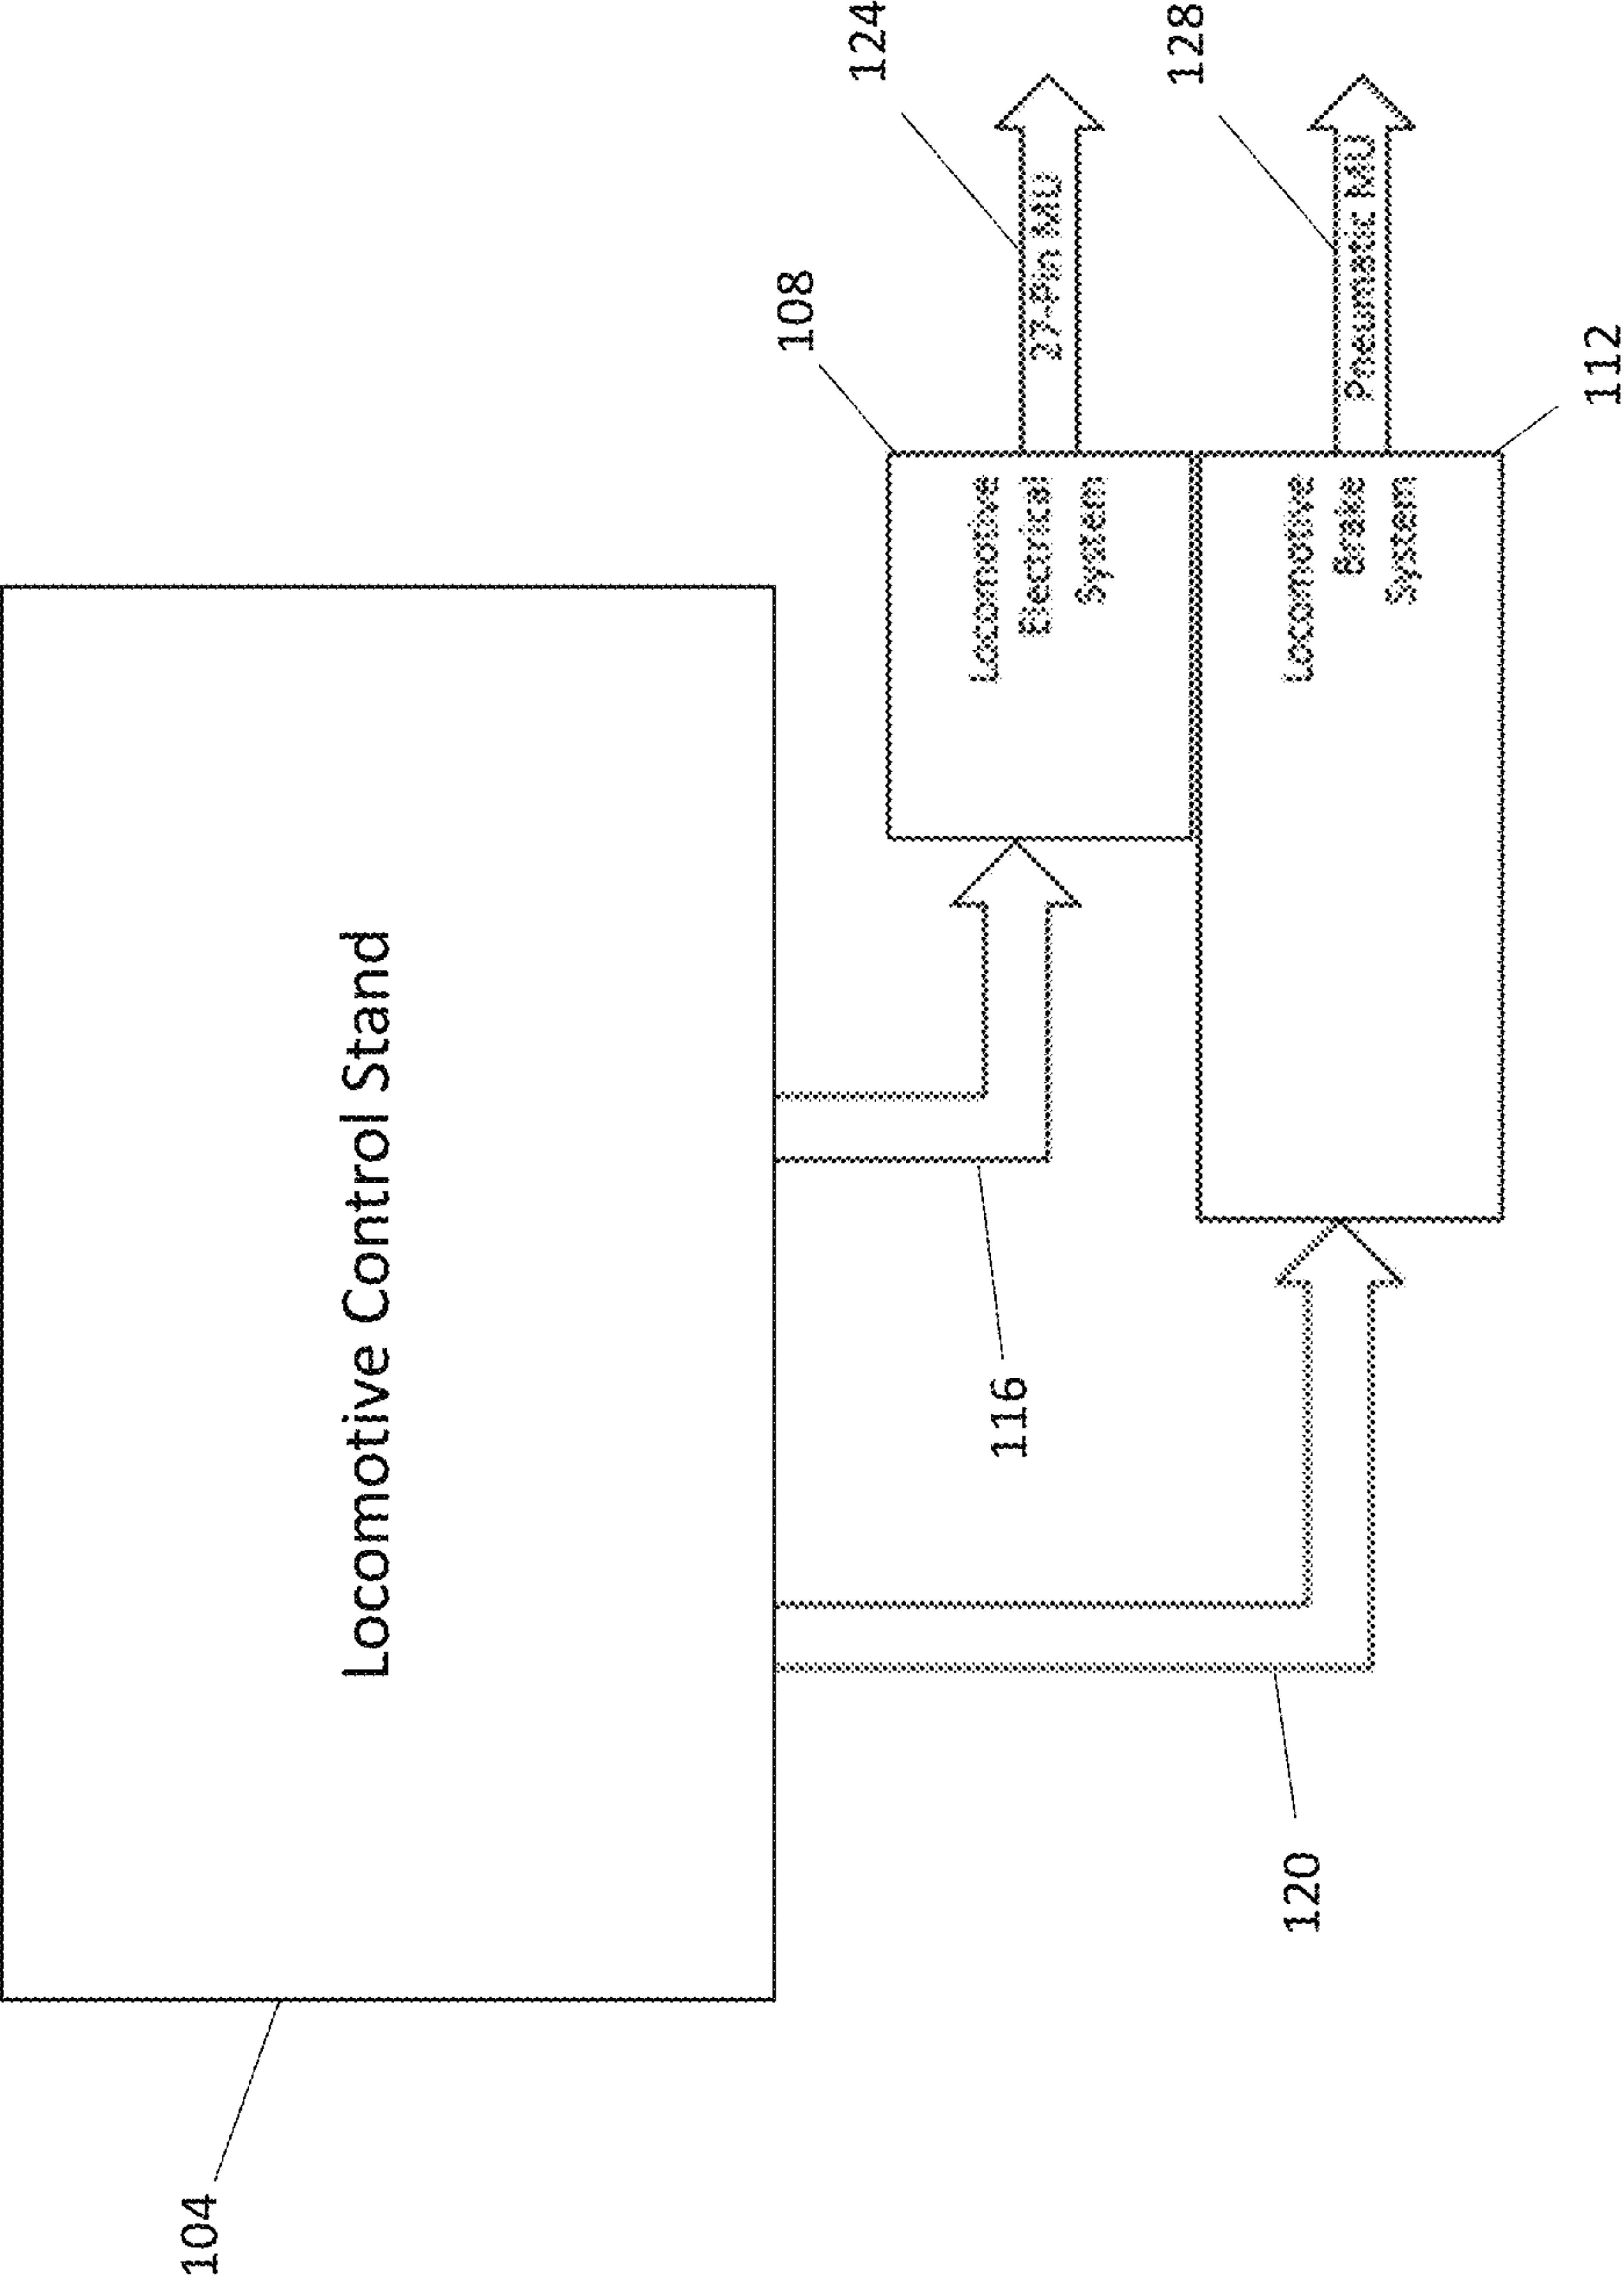 Locomotive Control Stand
104
108
Locomotive
Electrical
System
27-Pin MU
124
116
Locomotive
Brake
System
Pneumatic MU
128
112
120